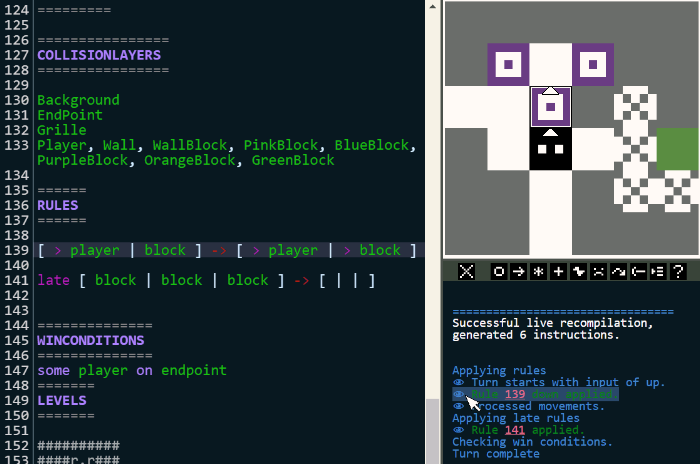 124 =========
125
126 ================
127 COLLISIONLAYERS
128 ================
129
130 Background
131 EndPoint
132 Grille
133 Player, Wall, WallBlock, PinkBlock, BlueBlock,
PurpleBlock, OrangeBlock, GreenBlock
134
135 ======
136 RULES
137 ======
138
139 [ > player | block ] -> [ > player | > block ]
140
141 late [ block | block | block ] -> [ | | ]
142
143
144 ==============
145 WINCONDITIONS
146 ==============
147 some player on endpoint
148 =======
149 LEVELS
150 =======
151
152 ##########
153 ####r.r###
=================================
Successful live recompilation,
generated 6 instructions.
Applying rules
Turn starts with input of up.
Rule 139 down applied.
Processed movements.
Applying late rules
Rule 141 applied.
Checking win conditions.
Turn complete